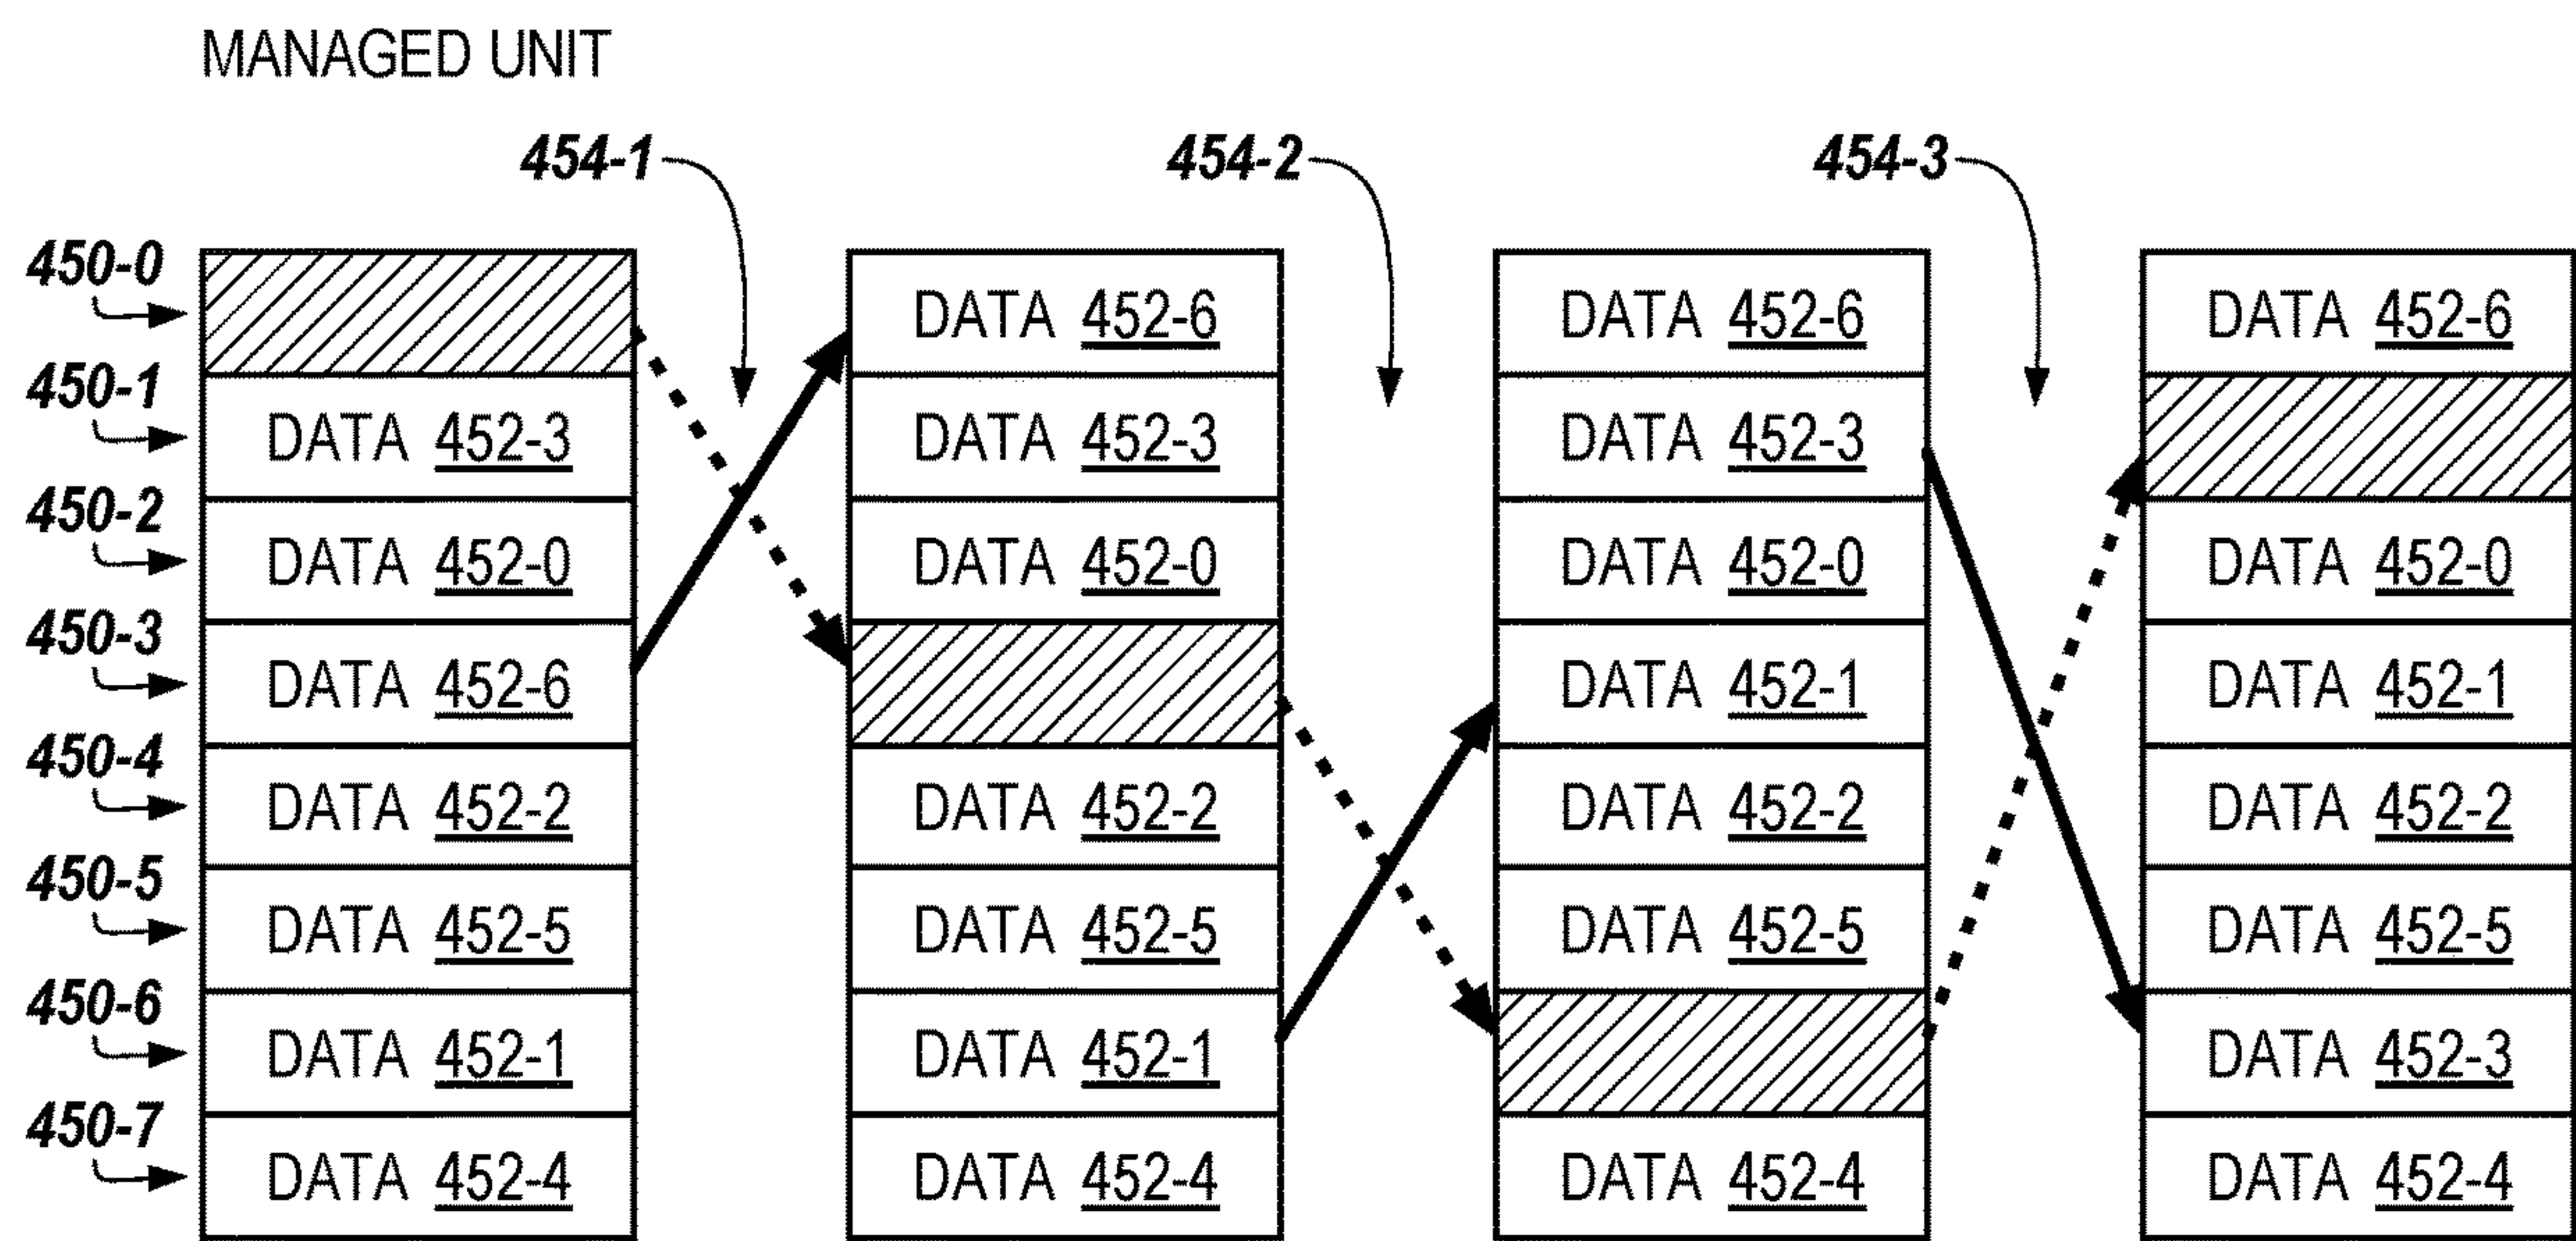 MANAGED UNIT
454-1 454-2 454-3
450-0 DATA 452-6 DATA 452-6 DATA 452-6
450-1 DATA 452-3 DATA 452-3 DATA 452-3
450-2 DATA 452-0 DATA 452-0 DATA 452-0 DATA 452-0
450-3 DATA 452-6 DATA 452-1 DATA 452-1
450-4 DATA 452-2 DATA 452-2 DATA 452-2 DATA 452-2
450-5 DATA 452-5 DATA 452-5 DATA 452-5 DATA 452-5
450-6 DATA 452-1 DATA 452-1 DATA 452-3
450-7 DATA 452-4 DATA 452-4 DATA 452-4 DATA 452-4